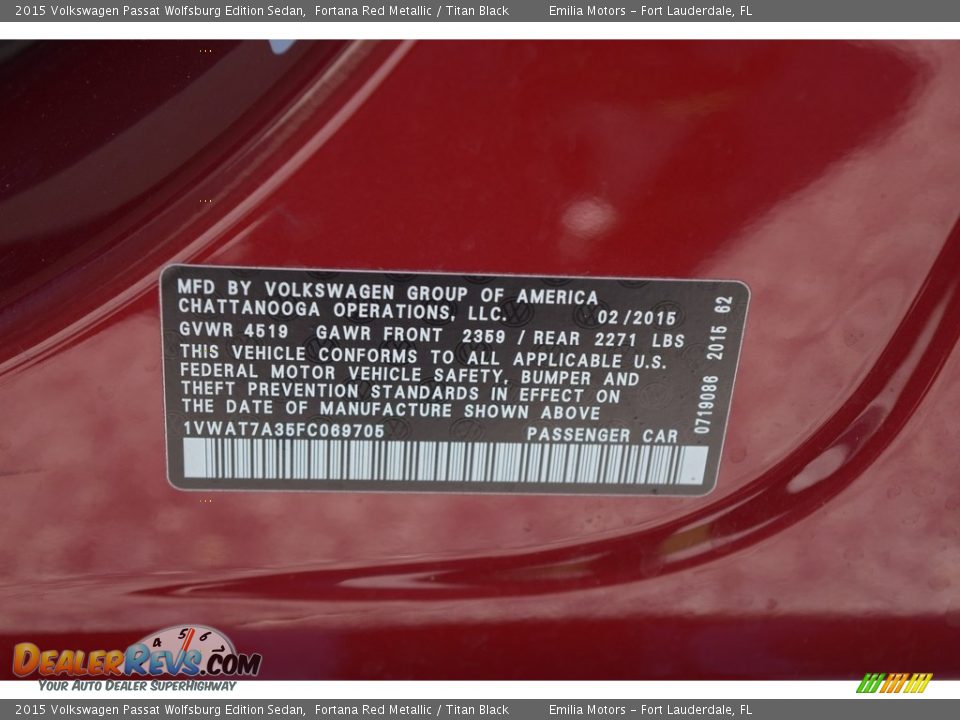 2015 Volkswagen Passat Wolfsburg Edition Sedan, Fortana Red Metallic / Titan Black Emilia Motors – Fort Lauderdale, FL
MFD BY VOLKSWAGEN GROUP OF AMERICA
CHATTANOOGA OPERATIONS, LLC. 02/2015
GVWR 4519 GAWR FRONT 2359 / REAR 2271 LBS
THIS VEHICLE CONFORMS TO ALL APPLICABLE U.S.
FEDERAL MOTOR VEHICLE SAFETY, BUMPER AND
THEFT PREVENTION STANDARDS IN EFFECT ON
THE DATE OF MANUFACTURE SHOWN ABOVE
1VWAT7A35FC069705 PASSENGER CAR
0719086 2015 62
4 5 6
DealerRevs.com
Your Auto Dealer SuperHighway
2015 Volkswagen Passat Wolfsburg Edition Sedan, Fortana Red Metallic / Titan Black Emilia Motors – Fort Lauderdale, FL